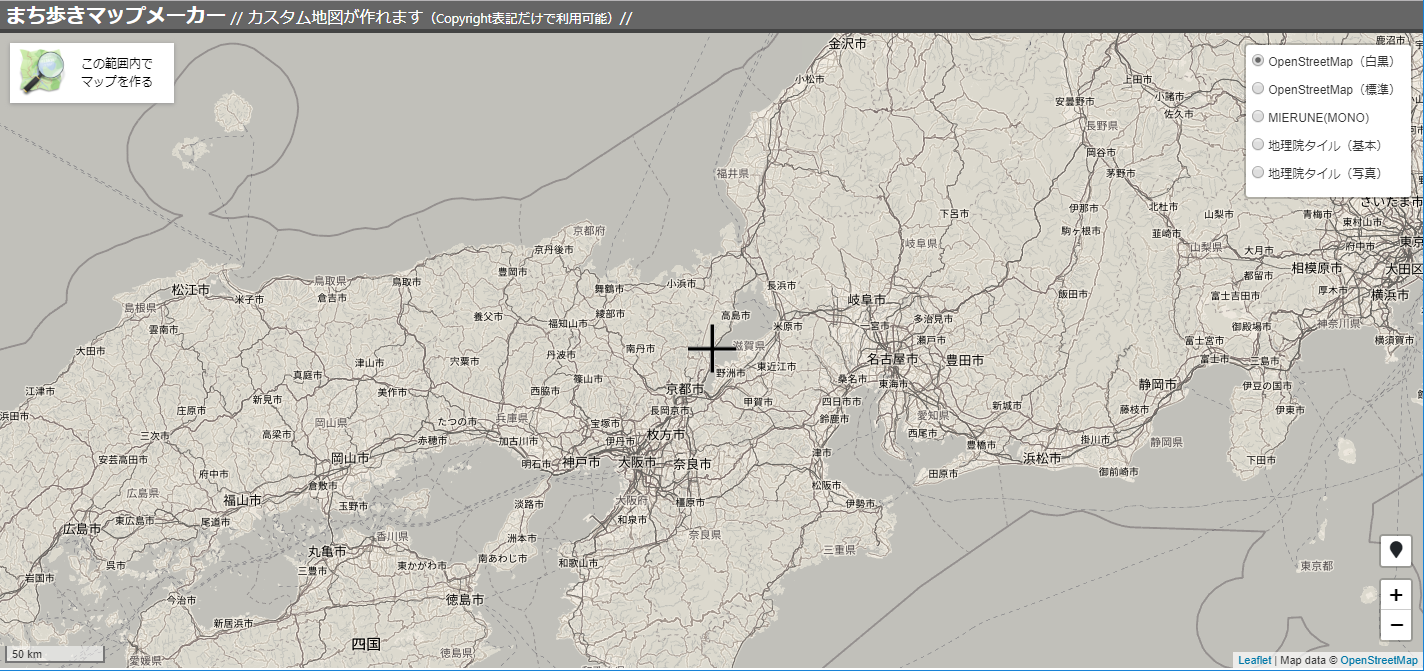 まち歩きマップメーカー // カスタム地図が作れます（Copyright表記だけで利用可能）//
この範囲内で
マップを作る
OpenStreetMap（白黒）
OpenStreetMap（標準）
MIERUNE(MONO)
地理院タイル（基本）
地理院タイル（写真）
金沢市
鹿沼市
小松市
上田市
安曇野市
小諸市
佐久市
長野県
岡谷市
茅野市
福井県
下呂市
伊那市
北杜市
山梨市
青梅市
さいたま市
東村山市
駒ヶ根市
韮崎市
京都府
岐阜県
山梨県
大月市
府中市
東京
京丹後市
都留市
相模原市
大田区
豊岡市
鳥取県
鳥取市
小浜市
長浜市
舞鶴市
松江市
米子市
倉吉市
岐阜市
飯田市
富士吉田市
厚木市
横浜市
島根県
養父市
綾部市
高島市
米原市
一宮市
多治見市
御殿場市
神奈川県
雲南市
福知山市
瀬戸市
富士宮市
横須賀市
大田市
津山市
宍粟市
丹波市
南丹市
滋賀県
東近江市
名古屋市
豊田市
富士市
三島市
真庭市
野洲市
桑名市
東海市
静岡市
伊豆の国市
江津市
新見市
美作市
西脇市
篠山市
京都市
甲賀市
四日市市
新城市
藤枝市
伊東市
浜田市
庄原市
岡山県
たつの市
兵庫県
宝塚市
長岡京市
鈴鹿市
愛知県
三次市
高梁市
赤穂市
加古川市
伊丹市
枚方市
西尾市
豊橋市
掛川市
静岡県
安芸高田市
岡山市
明石市
神戸市
大阪市
奈良市
津市
田原市
浜松市
御前崎市
下田市
府中市
倉敷市
広島県
福山市
玉野市
淡路市
大阪府
橿原市
松阪市
伊勢市
広島市
東広島市
尾道市
和泉市
香川県
洲本市
奈良県
丸亀市
三重県
呉市
三豊市
東かがわ市
南あわじ市
和歌山市
東京都
岩国市
今治市
徳島市
新居浜市
四国
徳島県
愛媛県
+
−
50 km
Leaflet | Map data © OpenStreetMap